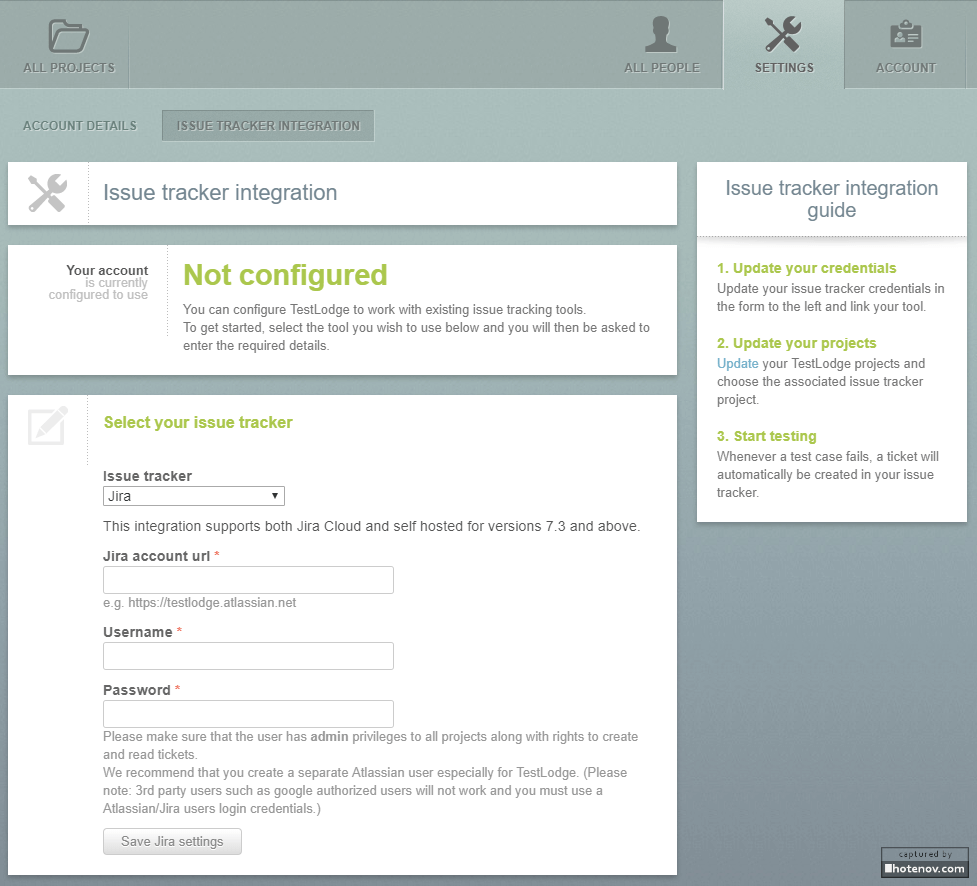 ALL PROJECTS
ALL PEOPLE
SETTINGS
ACCOUNT
ACCOUNT DETAILS
ISSUE TRACKER INTEGRATION
Issue tracker integration
Your account
is currently
configured to use
Not configured
You can configure TestLodge to work with existing issue tracking tools.
To get started, select the tool you wish to use below and you will then be asked to
enter the required details.
Select your issue tracker
Issue tracker
Jira
This integration supports both Jira Cloud and self hosted for versions 7.3 and above.
Jira account url *
e.g. https://testlodge.atlassian.net
Username *
Password *
Please make sure that the user has admin privileges to all projects along with rights to create
and read tickets.
We recommend that you create a separate Atlassian user especially for TestLodge. (Please
note: 3rd party users such as google authorized users will not work and you must use a
Atlassian/Jira users login credentials.)
Save Jira settings
Issue tracker integration
guide
1. Update your credentials
Update your issue tracker credentials in
the form to the left and link your tool.
2. Update your projects
Update your TestLodge projects and
choose the associated issue tracker
project.
3. Start testing
Whenever a test case fails, a ticket will
automatically be created in your issue
tracker.
captured by
hotenov.com